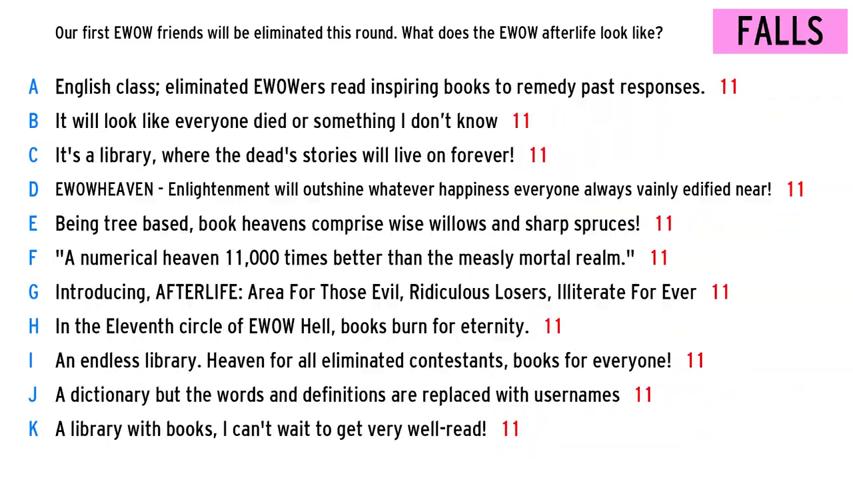 Our first EWOW friends will be eliminated this round. What does the EWOW afterlife look like?
FALLS
A English class; eliminated EWOWers read inspiring books to remedy past responses. 11
B It will look like everyone died or something I don't know 11
C It's a library, where the dead's stories will live on forever! 11
D EWOWHEAVEN - Enlightenment will outshine whatever happiness everyone always vainly edified near! 11
E Being tree based, book heavens comprise wise willows and sharp spruces! 11
F "A numerical heaven 11,000 times better than the measly mortal realm." 11
G Introducing, AFTERLIFE: Area For Those Evil, Ridiculous Losers, Illiterate For Ever 11
H In the Eleventh circle of EWOW Hell, books burn for eternity. 11
I An endless library. Heaven for all eliminated contestants, books for everyone! 11
J A dictionary but the words and definitions are replaced with usernames 11
K A library with books, I can't wait to get very well-read! 11